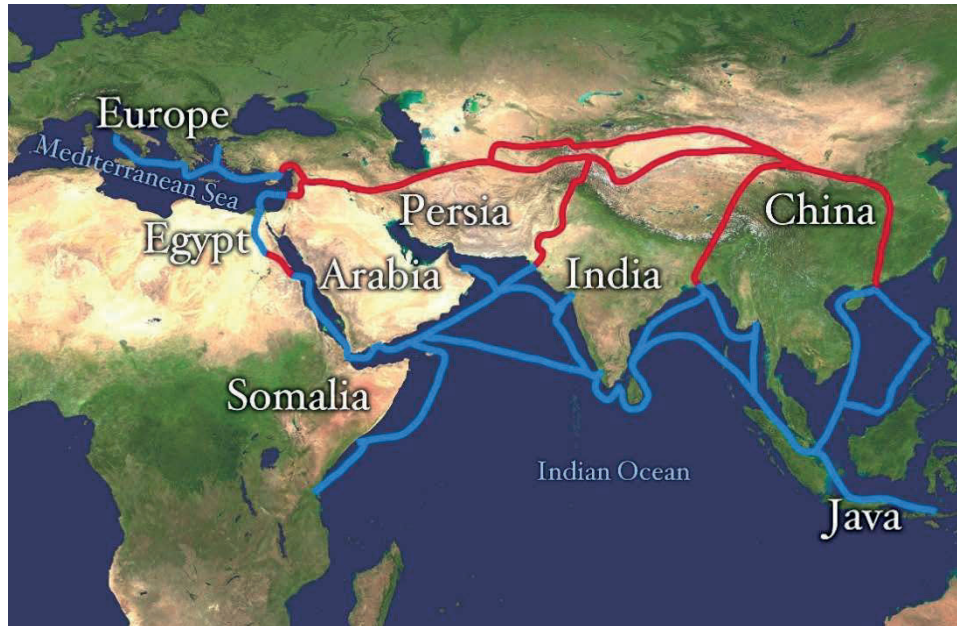 Europe
Mediterranean Sea
Egypt
Persia
China
Arabia
India
Somalia
Indian Ocean
Java